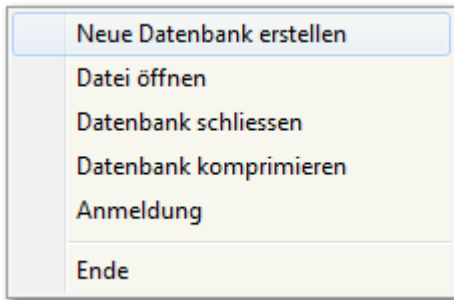 Neue Datenbank erstellen
Datei öffnen
Datenbank schliessen
Datenbank komprimieren
Anmeldung
Ende